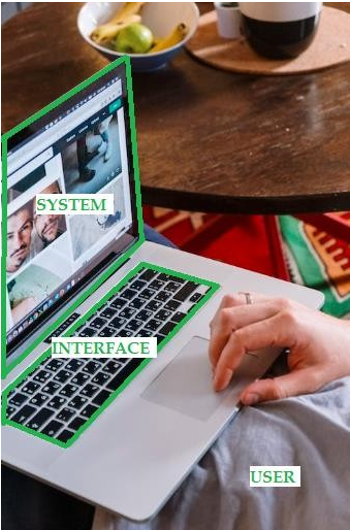 SYSTEM
INTERFACE
USER